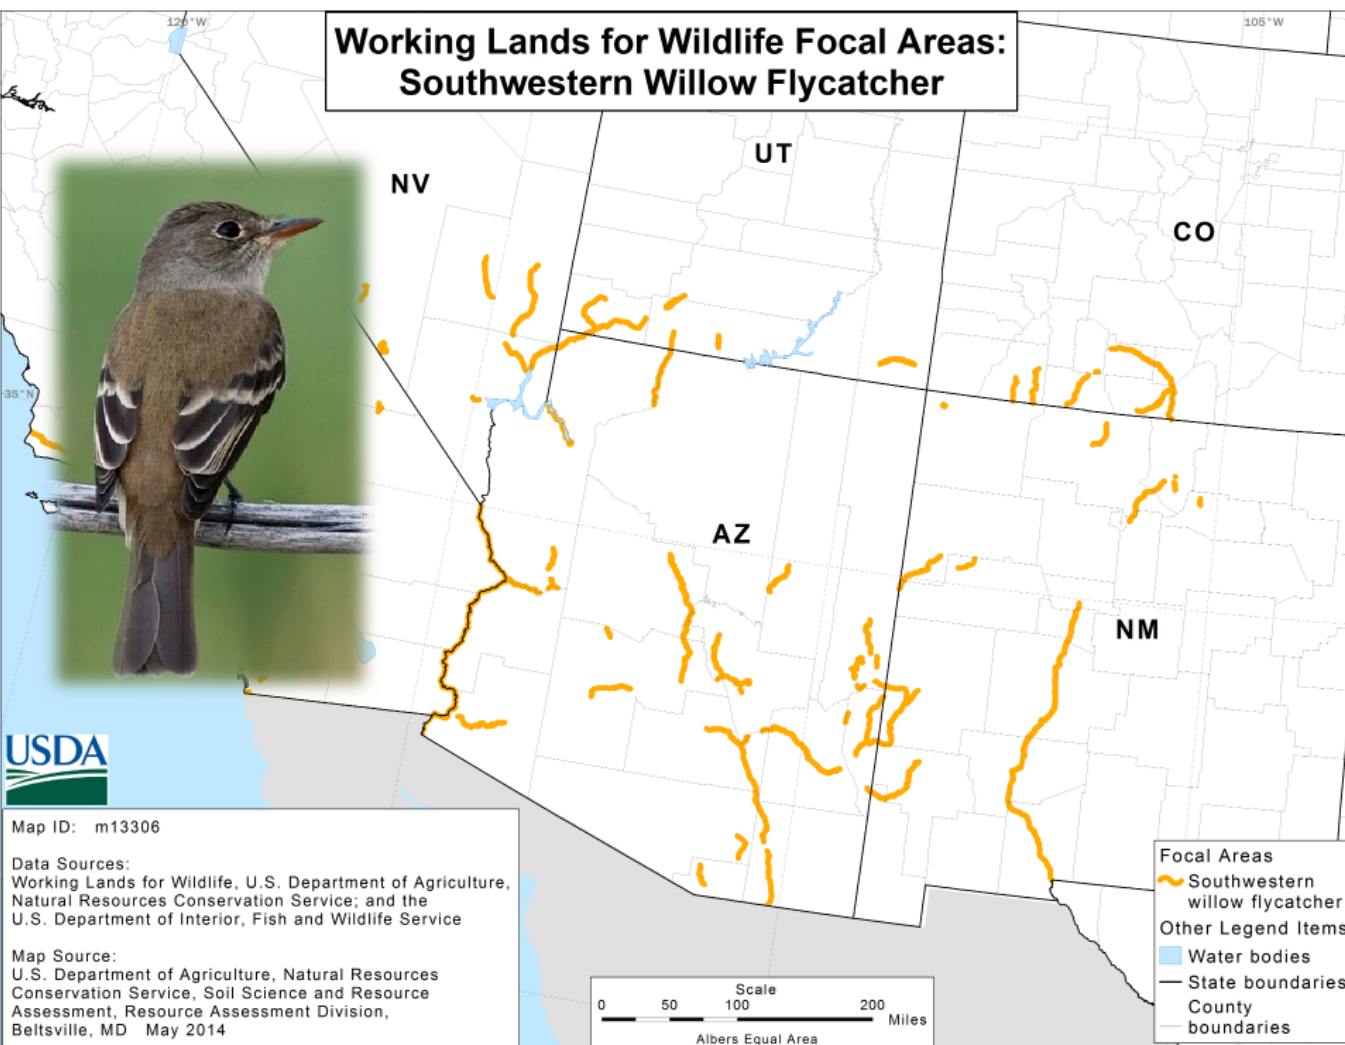 120°W
105°W
Working Lands for Wildlife Focal Areas:
Southwestern Willow Flycatcher
UT
NV
CO
35°N
AZ
NM
USDA
Map ID: m13306
Data Sources:
Working Lands for Wildlife, U.S. Department of Agriculture,
Natural Resources Conservation Service; and the
U.S. Department of Interior, Fish and Wildlife Service
Map Source:
U.S. Department of Agriculture, Natural Resources
Conservation Service, Soil Science and Resource
Assessment, Resource Assessment Division,
Beltsville, MD May 2014
Scale
0 50 100 200
Miles
Albers Equal Area
Focal Areas
Southwestern
willow flycatcher
Other Legend Items
Water bodies
State boundaries
County
boundaries